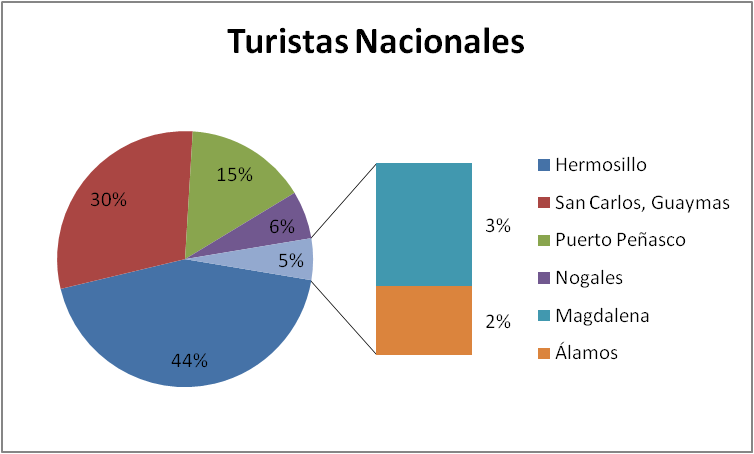 Turistas Nacionales
15%
30%
6%
5%
44%
3%
2%
Hermosillo
San Carlos, Guaymas
Puerto Peñasco
Nogales
Magdalena
Álamos